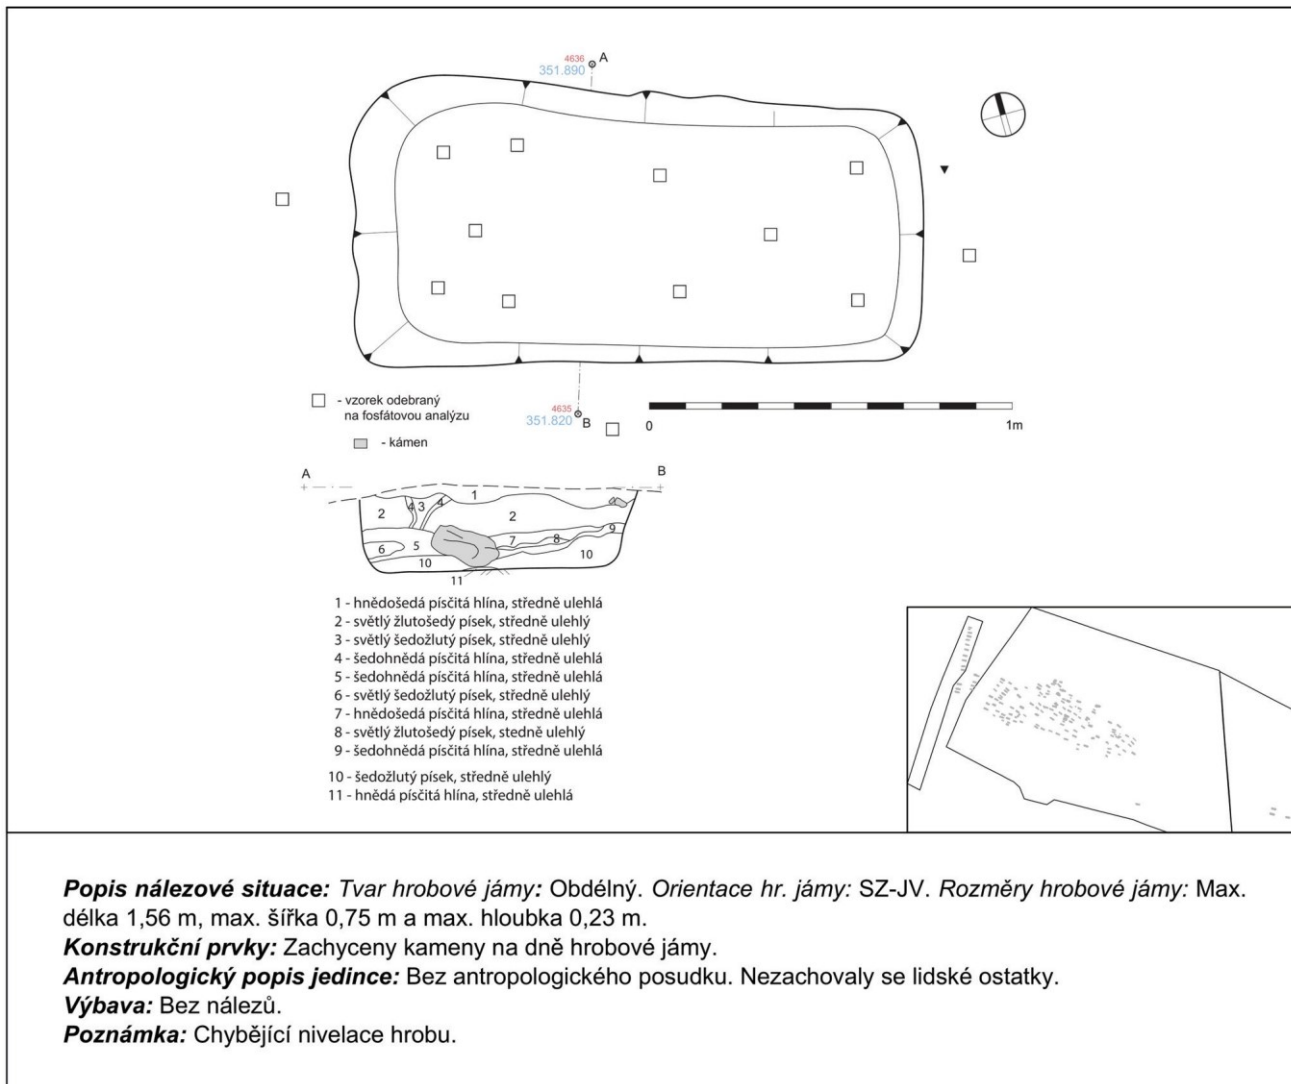 4636
351.890
A
- vzorek odebraný
na fosfátovou analýzu
- kámen
4635
351.820
B
0
1m
A
B
1
2
4
3
4
2
5
6
10
7
8
9
10
11
1 - hnědošedá písčitá hlína, středně ulehlá
2 - světlý žlutošedý písek, středně ulehlý
3 - světlý šedožlutý písek, středně ulehlý
4 - šedohnědá písčitá hlína, středně ulehlá
5 - šedohnědá písčitá hlína, středně ulehlá
6 - světlý šedožlutý písek, středně ulehlý
7 - hnědošedá písčitá hlína, středně ulehlá
8 - světlý žlutošedý písek, stedně ulehlý
9 - šedohnědá písčitá hlína, středně ulehlá
10 - šedožlutý písek, středně ulehlý
11 - hnědá písčitá hlína, středně ulehlá
Popis nálezové situace: Tvar hrobové jámy: Obdélný. Orientace hr. jámy: SZ-JV. Rozměry hrobové jámy: Max.
délka 1,56 m, max. šířka 0,75 m a max. hloubka 0,23 m.
Konstrukční prvky: Zachyceny kameny na dně hrobové jámy.
Antropologický popis jedince: Bez antropologického posudku. Nezachovaly se lidské ostatky.
Výbava: Bez nálezů.
Poznámka: Chybějící nivelace hrobu.